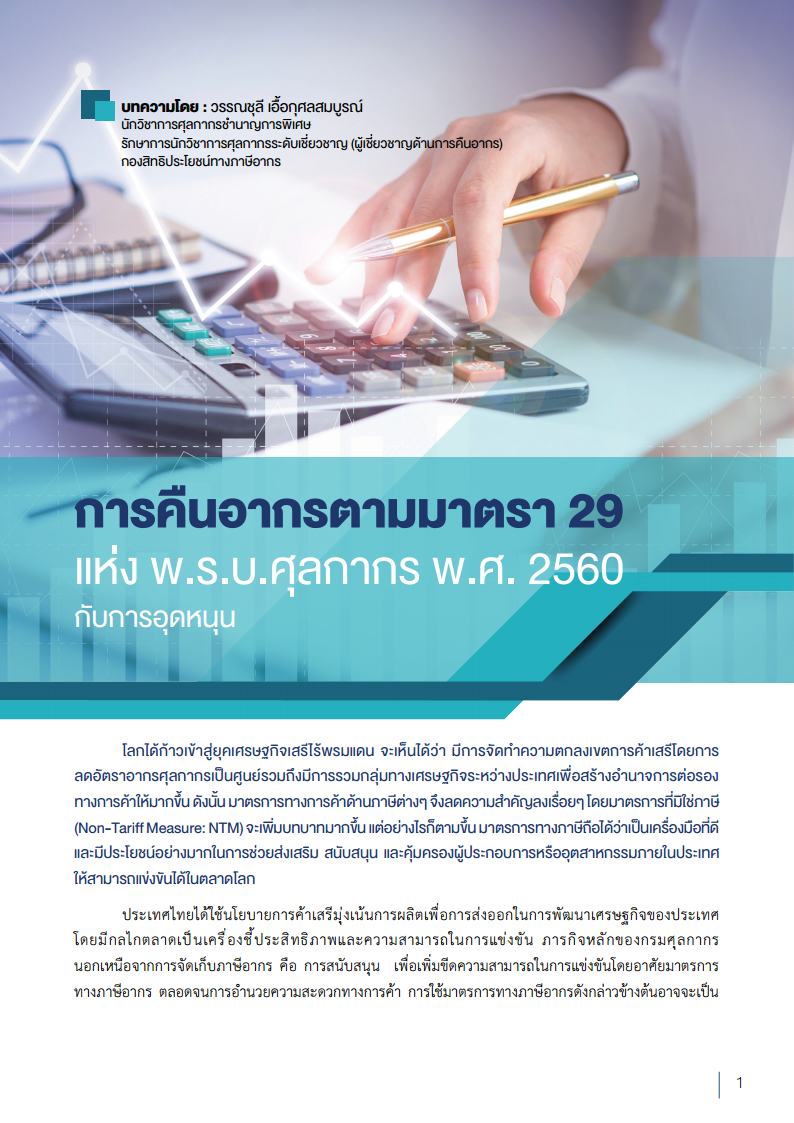 บทความโดย : วรรณชุลี เอื้อกุศลสมบูรณ์
นักวิชาการศุลกากรชำนาญการพิเศษ
รักษาการนักวิชาการศุลกากรระดับเชี่ยวชาญ (ผู้เชี่ยวชาญด้านการคืนอากร)
กองสิทธิประโยชน์ทางภาษีอากร
การคืนอากรตามมาตรา 29
แห่ง พ.ร.บ.ศุลกากร พ.ศ. 2560
กับการอุดหนุน
โลกได้ก้าวเข้าสู่ยุคเศรษฐกิจเสรีไร้พรมแดน จะเห็นได้ว่า มีการจัดทำความตกลงเขตการค้าเสรีโดยการ
ลดอัตราอากรศุลกากรเป็นศูนย์รวมถึงมีการรวมกลุ่มทางเศรษฐกิจระหว่างประเทศเพื่อสร้างอำนาจการต่อรอง
ทางการค้าให้มากขึ้น ดังนั้น มาตรการทางการค้าด้านภาษีต่างๆ จึงลดความสำคัญลงเรื่อยๆ โดยมาตรการที่มิใช่ภาษี
(Non-Tariff Measure: NTM) จะเพิ่มบทบาทมากขึ้น แต่อย่างไรก็ตามขึ้น มาตรการทางภาษีถือได้ว่าเป็นเครื่องมือที่ดี
และมีประโยชน์อย่างมากในการช่วยส่งเสริม สนับสนุน และคุ้มครองผู้ประกอบการหรืออุตสาหกรรมภายในประเทศ
ให้สามารถแข่งขันได้ในตลาดโลก
ประเทศไทยได้ใช้นโยบายการค้าเสรีมุ่งเน้นการผลิตเพื่อการส่งออกในการพัฒนาเศรษฐกิจของประเทศ
โดยมีกลไกตลาดเป็นเครื่องชี้ประสิทธิภาพและความสามารถในการแข่งขัน ภารกิจหลักของกรมศุลกากร
นอกเหนือจากการจัดเก็บภาษีอากร คือ การสนับสนุน เพื่อเพิ่มขีดความสามารถในการแข่งขันโดยอาศัยมาตรการ
ทางภาษีอากร ตลอดจนการอำนวยความสะดวกทางการค้า การใช้มาตรการทางภาษีอากรดังกล่าวข้างต้นอาจจะเป็น
1